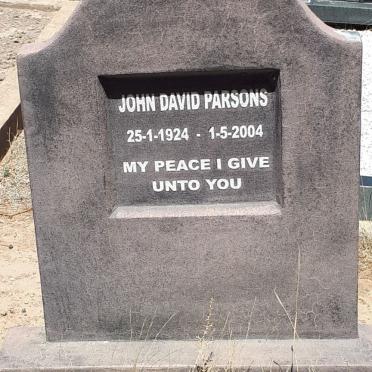 JOHN DAVID PARSONS
25-1-1924 - 1-5-2004
MY PEACE I GIVE
UNTO YOU